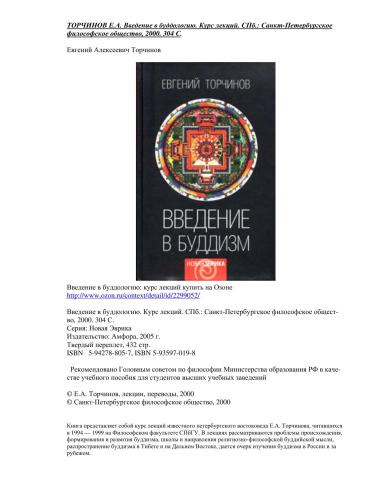 ТОРЧИНОВ Е.А. Введение в буддологию. Курс лекций. СПб.: Санкт-Петербургское
философское общество, 2000. 304 С.
Евгений Алексеевич Торчинов
ЕВГЕНИЙ ТОРЧИНОВ
ВВЕДЕНИЕ
В БУДДИЗМ
НОВАЯ ЭВРИКА
Введение в буддологию: курс лекций купить на Озоне
http://www.ozon.ru/context/detail/id/2299052/
Введение в буддологию. Курс лекций. СПб.: Санкт-Петербургское философское общест-
во, 2000. 304 С.
Серия: Новая Эврика
Издательство: Амфора, 2005 г.
Твердый переплет, 432 стр.
ISBN 5-94278-805-7, ISBN 5-93597-019-8
Рекомендовано Головным советом по философии Министерства образования РФ в каче-
стве учебного пособия для студентов высших учебных заведений
© Е.А. Торчинов, лекции, переводы, 2000
© Санкт-Петербургское философское общество, 2000
Книга представляет собой курс лекций известного петербургского востоковеда Е.А. Торчинова, читавшихся
в 1994 — 1999 на Философском факультете СПбГУ. В лекциях рассматриваются проблемы происхождения,
формирования и развития буддизма, школы и направления религиозно-философской буддийской мысли,
распространение буддизма в Тибете и на Дальнем Востоке, дается очерк изучения буддизма в России и за
рубежом.